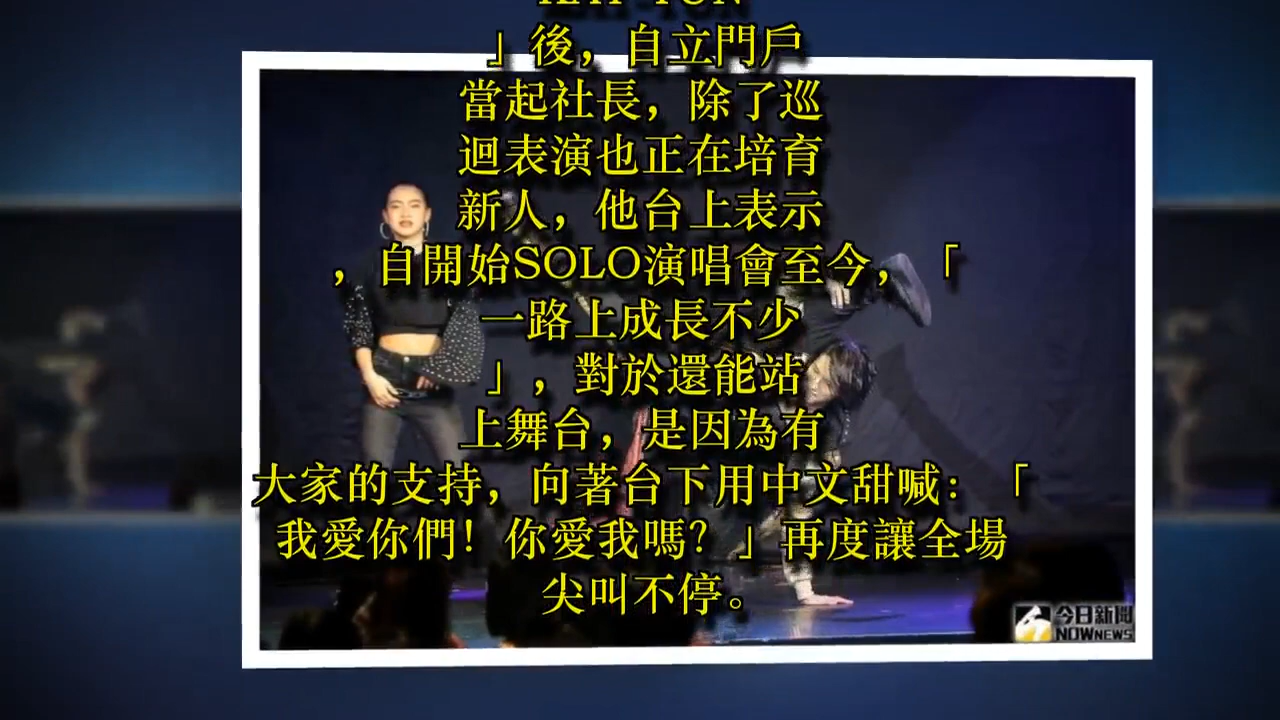 」後，自立門戶
當起社長，除了巡
迴表演也正在培育
新人，他台上表示
，自開始SOLO演唱會至今，「
一路上成長不少
」，對於還能站
上舞台，是因為有
大家的支持，向著台下用中文甜喊：「
我愛你們！你愛我嗎？」再度讓全場
尖叫不停。
今日新聞
NOWNEWS